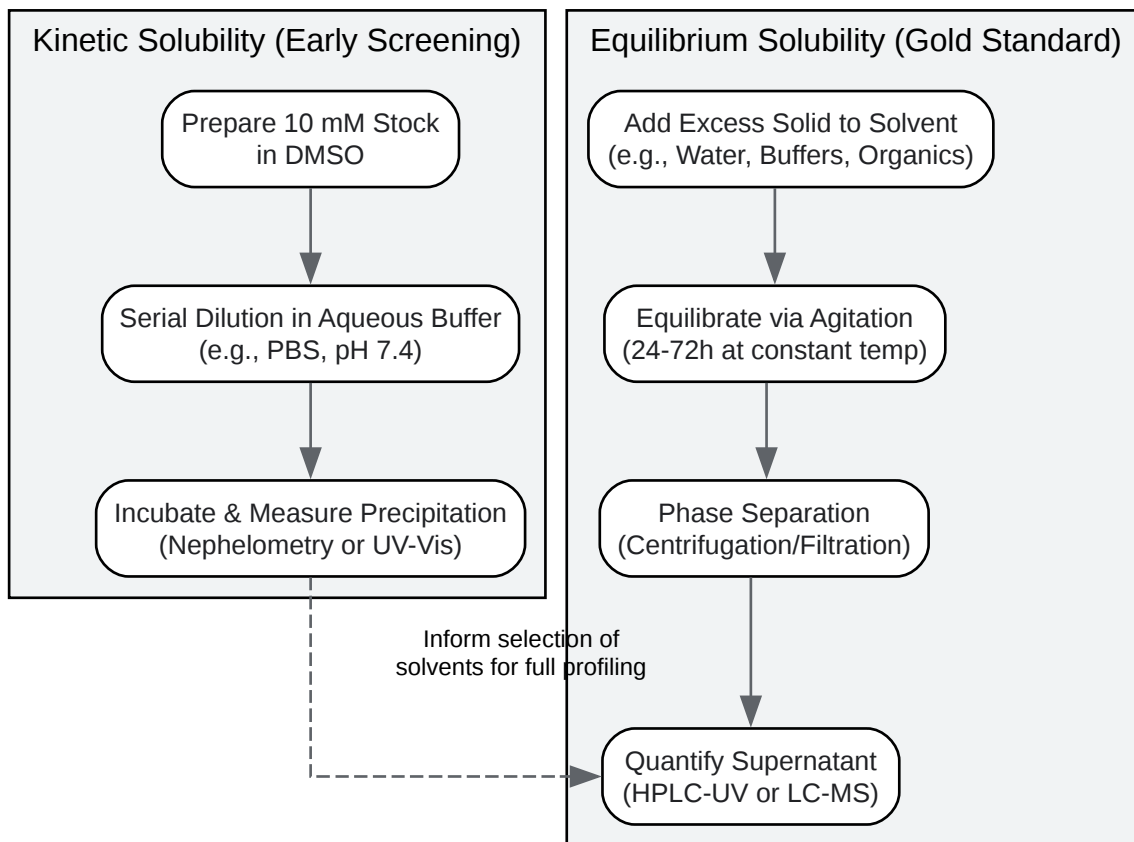 Kinetic Solubility (Early Screening)
Prepare 10 mM Stock
in DMSO
Serial Dilution in Aqueous Buffer
(e.g., PBS, pH 7.4)
Incubate & Measure Precipitation
(Nephelometry or UV-Vis)
Inform selection of
solvents for full profiling
Equilibrium Solubility (Gold Standard)
Add Excess Solid to Solvent
(e.g., Water, Buffers, Organics)
Equilibrate via Agitation
(24-72h at constant temp)
Phase Separation
(Centrifugation/Filtration)
Quantify Supernatant
(HPLC-UV or LC-MS)